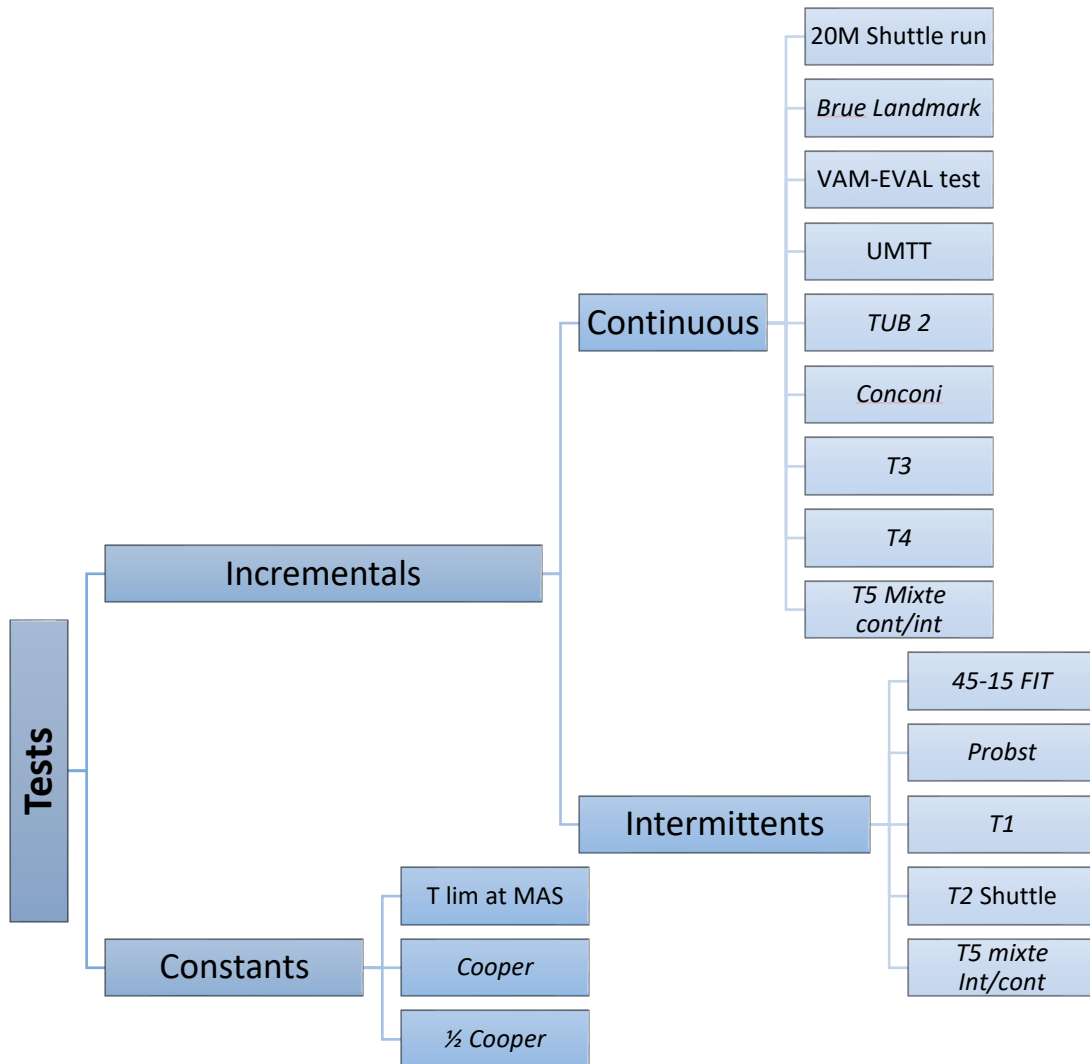 20M Shuttle run
Brue Landmark
VAM-EVAL test
UMTT
Continuous
TUB 2
Conconi
T3
T4
Incrementals
T5 Mixte
cont/int
45-15 FIT
Probst
Tests
T1
Intermittents
T2 Shuttle
T lim at MAS
Constants
Cooper
T5 mixte
Int/cont
½ Cooper